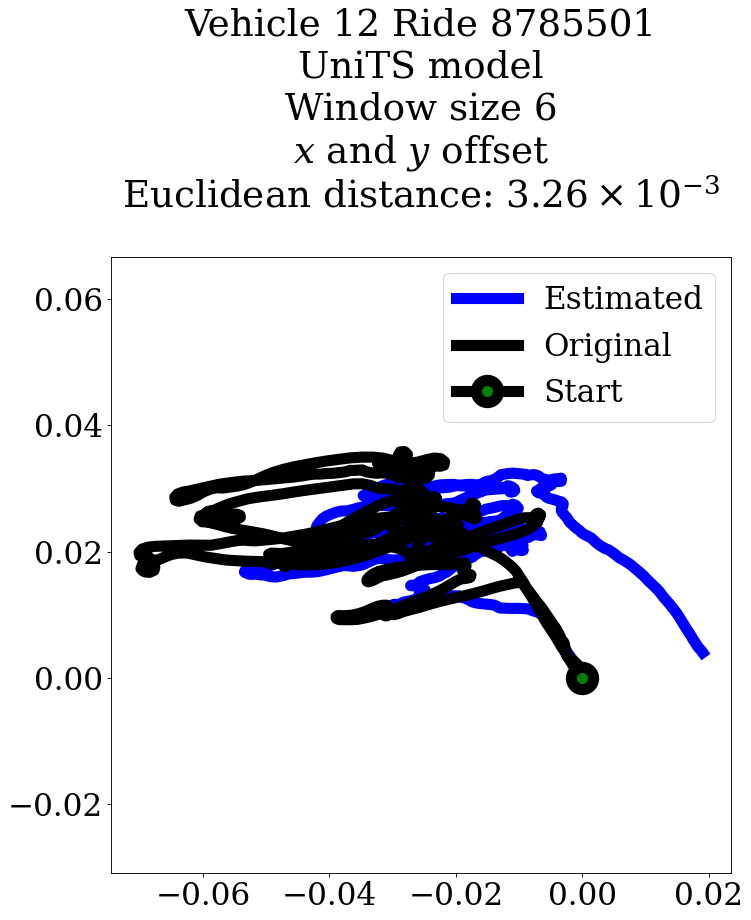 Vehicle 12 Ride 8785501
UniTS model
Window size 6
x and y offset
Euclidean distance: 3.26 × 10⁻³
Estimated
Original
Start
0.06
0.04
0.02
0.00
−0.02
−0.06 −0.04 −0.02 0.00 0.02